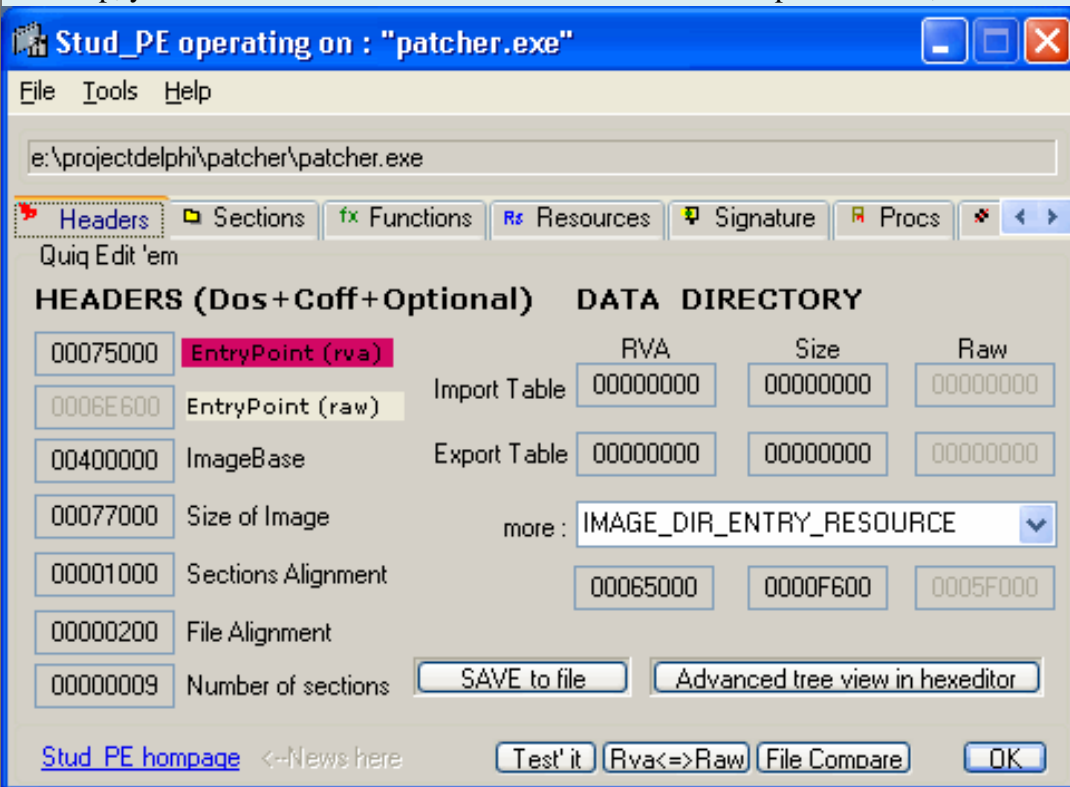 Stud_PE operating on : "patcher.exe"
File Tools Help
e:\projectdelphi\patcher\patcher.exe
Headers Sections fx Functions Rs Resources Signature Procs
Quiq Edit 'em
HEADERS (Dos+Coff+Optional) DATA DIRECTORY
RVA Size Raw
00075000 EntryPoint (rva)
Import Table 00000000 00000000 00000000
0006E600 EntryPoint (raw)
00400000 ImageBase
Export Table 00000000 00000000 00000000
00077000 Size of Image
more : IMAGE_DIR_ENTRY_RESOURCE
00001000 Sections Alignment
00065000 0000F600 0005F000
00000200 File Alignment
00000009 Number of sections
SAVE to file Advanced tree view in hexeditor
Stud_PE hompage <--News here Test' it Rva<=>Raw File Compare OK